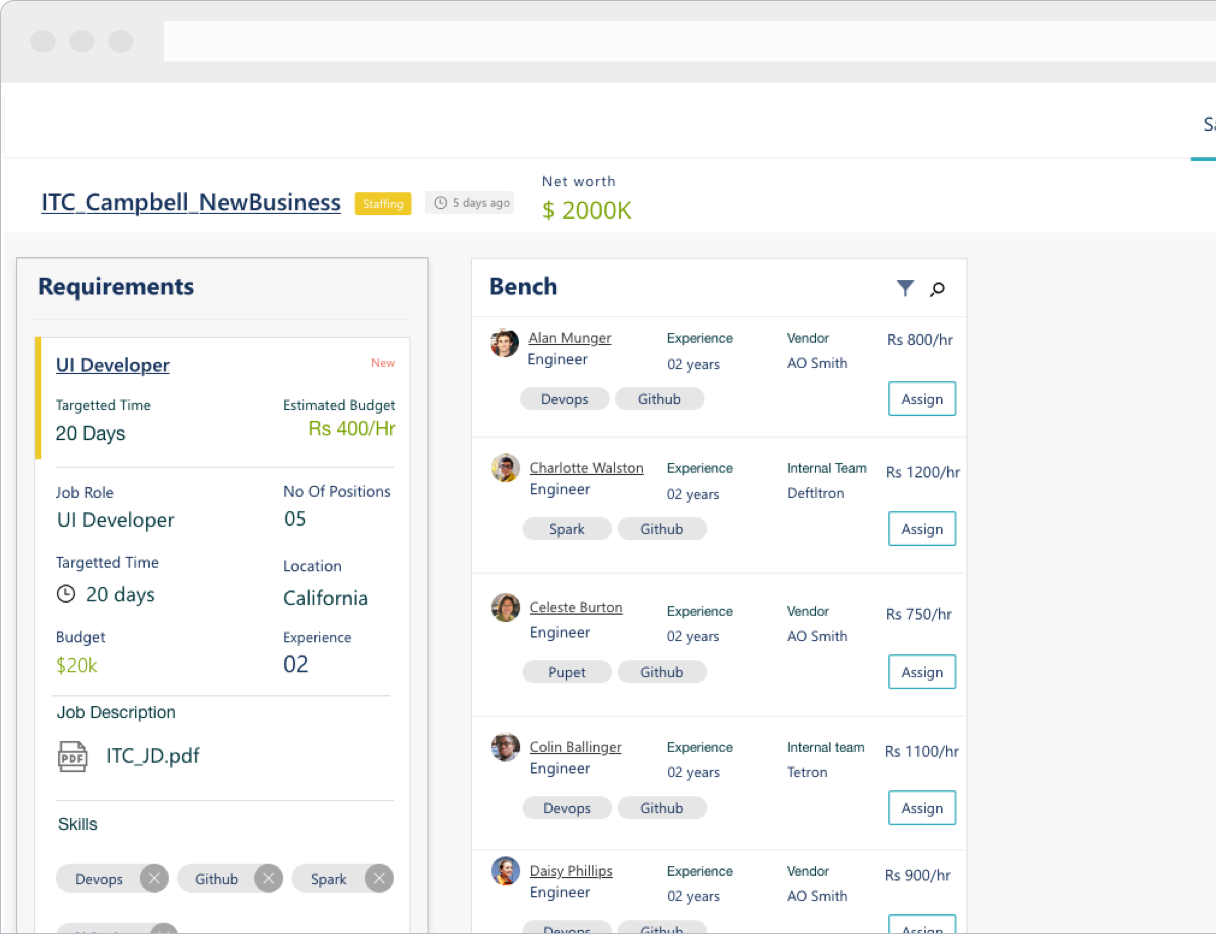 Sa
ITC_Campbell_NewBusiness
Staffing
5 days ago
Net worth
$ 2000K
Requirements
UI Developer
New
Targetted Time
Estimated Budget
20 Days
Rs 400/Hr
Job Role
No Of Positions
UI Developer
05
Targetted Time
Location
20 days
California
Budget
Experience
$20k
02
Job Description
PDF
ITC_JD.pdf
Skills
Devops
Github
Spark
Bench
Alan Munger
Experience
Vendor
Rs 800/hr
Engineer
02 years
AO Smith
Devops
Github
Assign
Charlotte Walston
Experience
Internal Team
Rs 1200/hr
Engineer
02 years
Deftltron
Spark
Github
Assign
Celeste Burton
Experience
Vendor
Rs 750/hr
Engineer
02 years
AO Smith
Pupet
Github
Assign
Colin Ballinger
Experience
Internal team
Rs 1100/hr
Engineer
02 years
Tetron
Devops
Github
Assign
Daisy Phillips
Experience
Vendor
Rs 900/hr
Engineer
02 years
AO Smith
Devops
Github
Assign